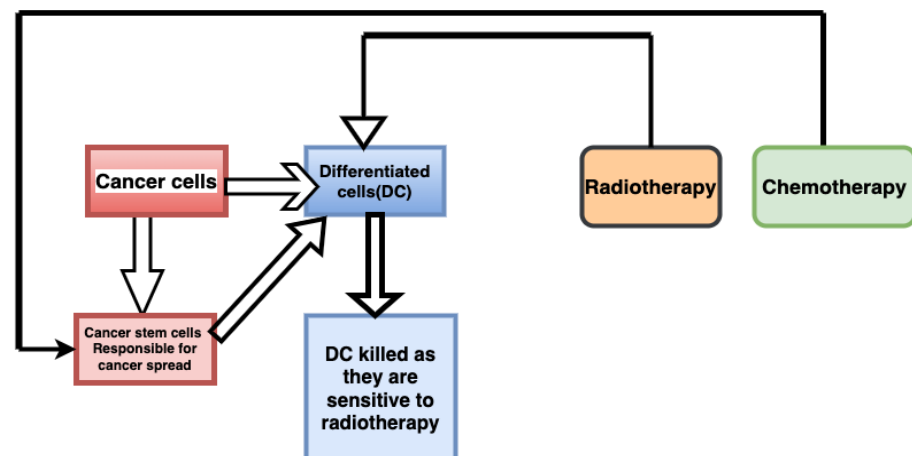 Cancer cells
Differentiated
cells(DC)
Radiotherapy
Chemotherapy
Cancer stem cells
Responsible for
cancer spread
DC killed as
they are
sensitive to
radiotherapy